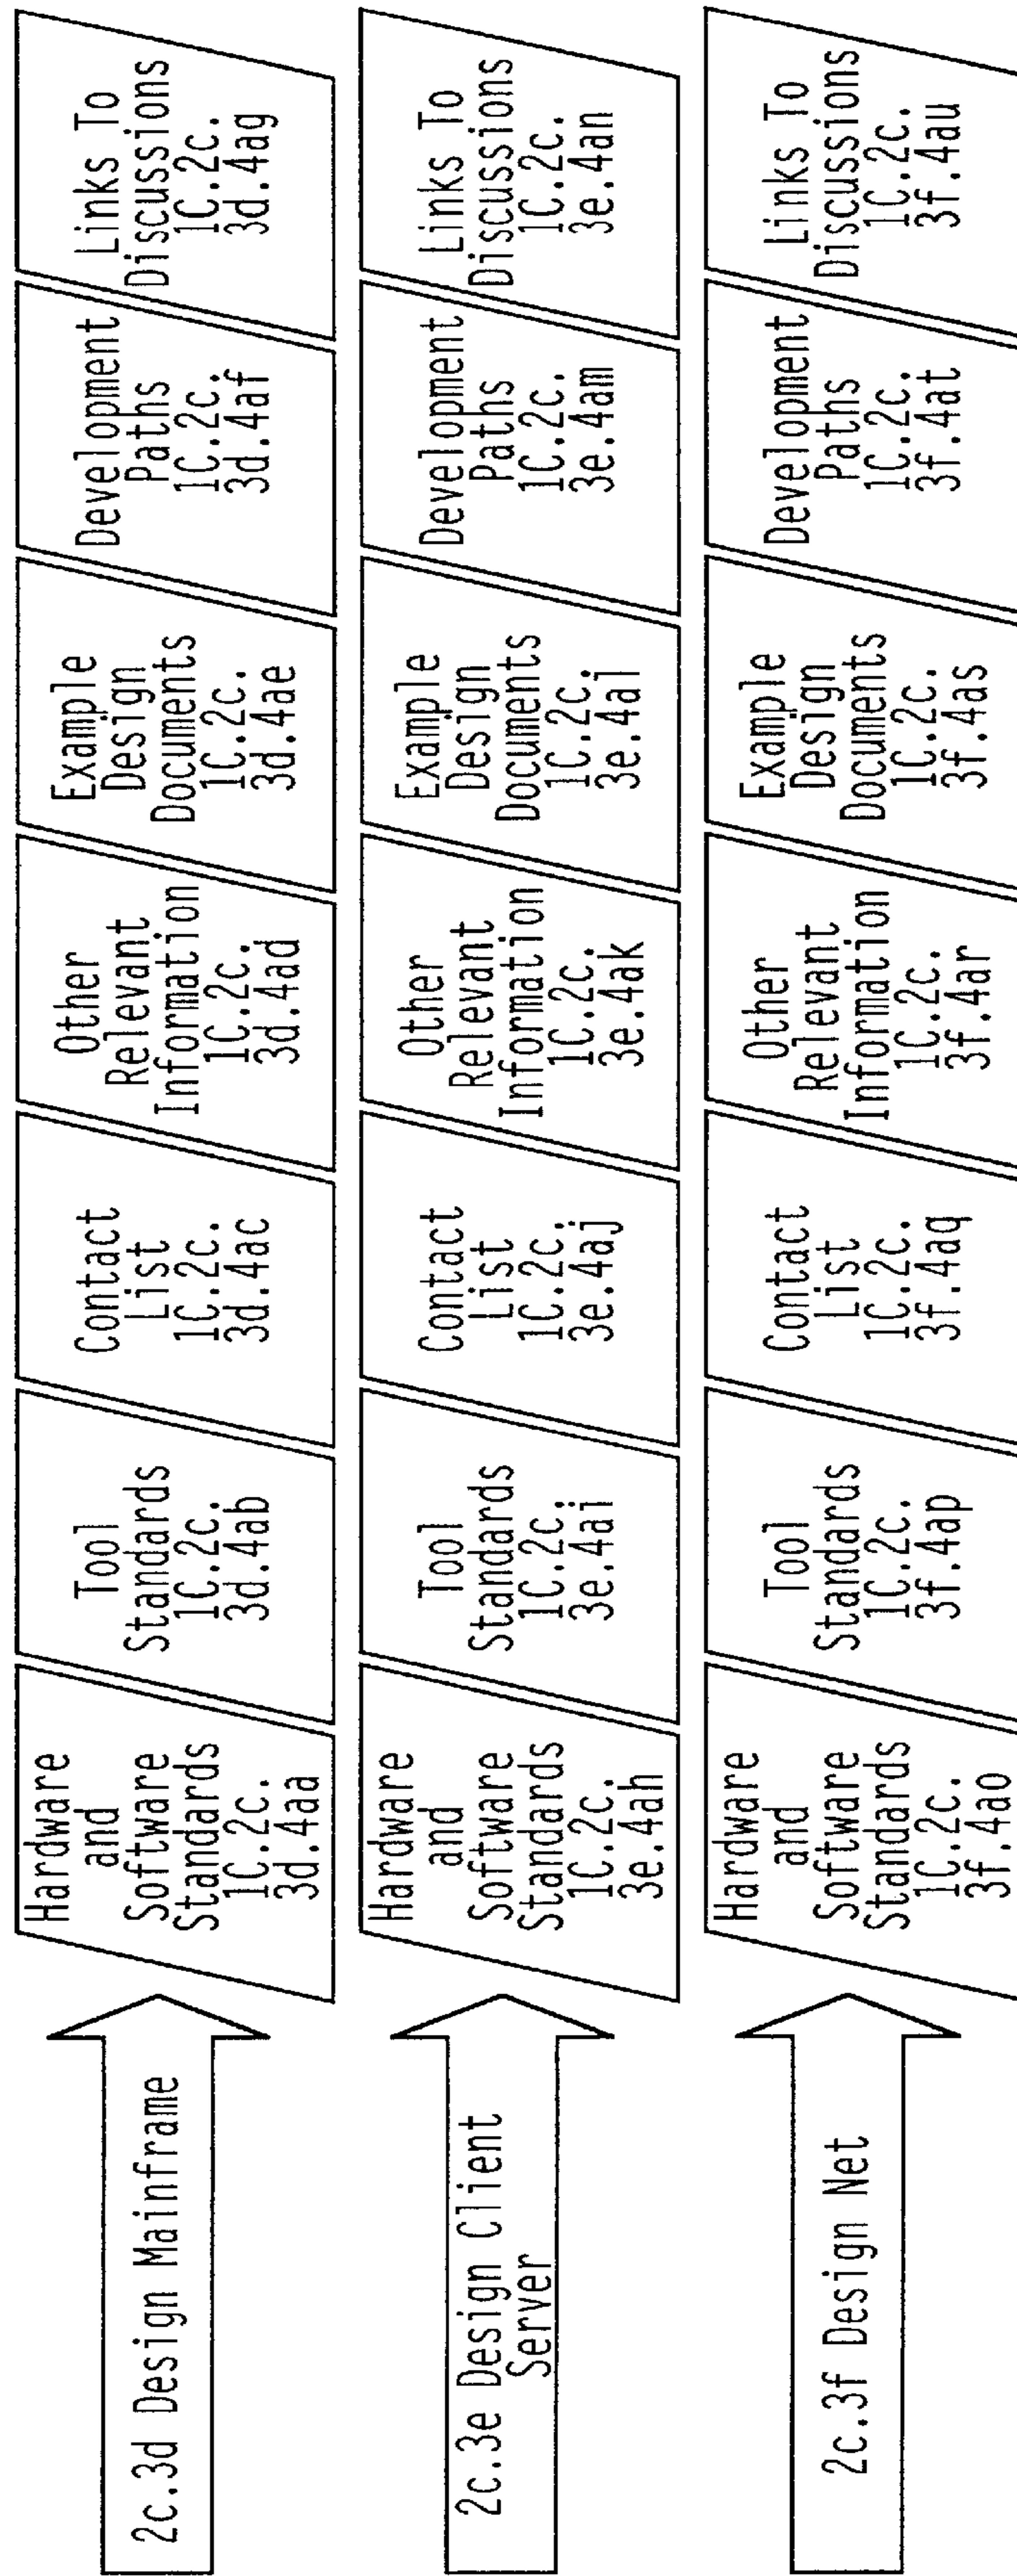 2c.3d Design Mainframe
Hardware
and
Software
Standards
1C.2c.
3d.4aa
Tool
Standards
1C.2c.
3d.4ab
Contact
List
1C.2c.
3d.4ac
Other
Relevant
Information
1C.2c.
3d.4ad
Example
Design
Documents
1C.2c.
3d.4ae
Development
Paths
1C.2c.
3d.4af
Links To
Discussions
1C.2c.
3d.4ag
2c.3e Design Client
Server
Hardware
and
Software
Standards
1C.2c.
3e.4ah
Tool
Standards
1C.2c.
3e.4ai
Contact
List
1C.2c.
3e.4aj
Other
Relevant
Information
1C.2c.
3e.4ak
Example
Design
Documents
1C.2c.
3e.4al
Development
Paths
1C.2c.
3e.4am
Links To
Discussions
1C.2c.
3e.4an
2c.3f Design Net
Hardware
and
Software
Standards
1C.2c.
3f.4ao
Tool
Standards
1C.2c.
3f.4ap
Contact
List
1C.2c.
3f.4aq
Other
Relevant
Information
1C.2c.
3f.4ar
Example
Design
Documents
1C.2c.
3f.4as
Development
Paths
1C.2c.
3f.4at
Links To
Discussions
1C.2c.
3f.4au